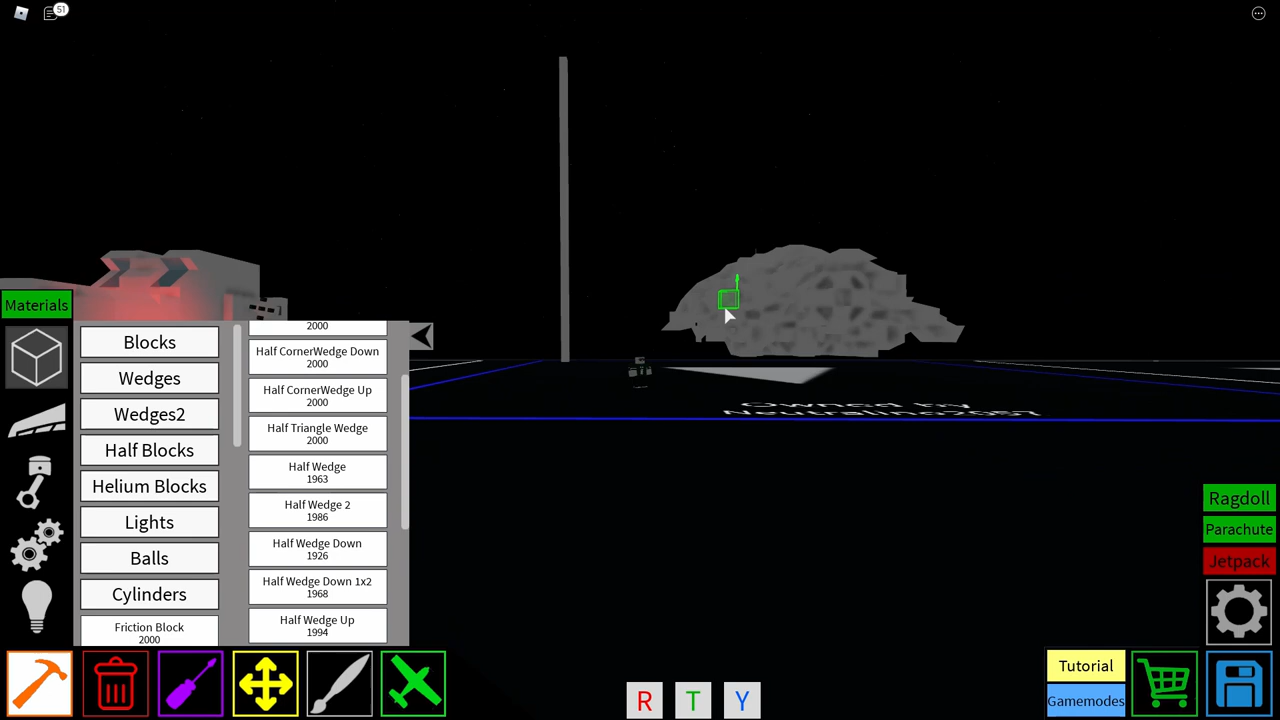 51
Materials
Blocks
Wedges
Wedges2
Half Blocks
Helium Blocks
Lights
Balls
Cylinders
Friction Block
2000
2000
Half CornerWedge Down
2000
Half CornerWedge Up
2000
Half Triangle Wedge
2000
Half Wedge
1963
Half Wedge 2
1986
Half Wedge Down
1926
Half Wedge Down 1x2
1968
Half Wedge Up
1994
Owned by
Ragdoll
Parachute
Jetpack
Tutorial
Gamemodes
R T Y